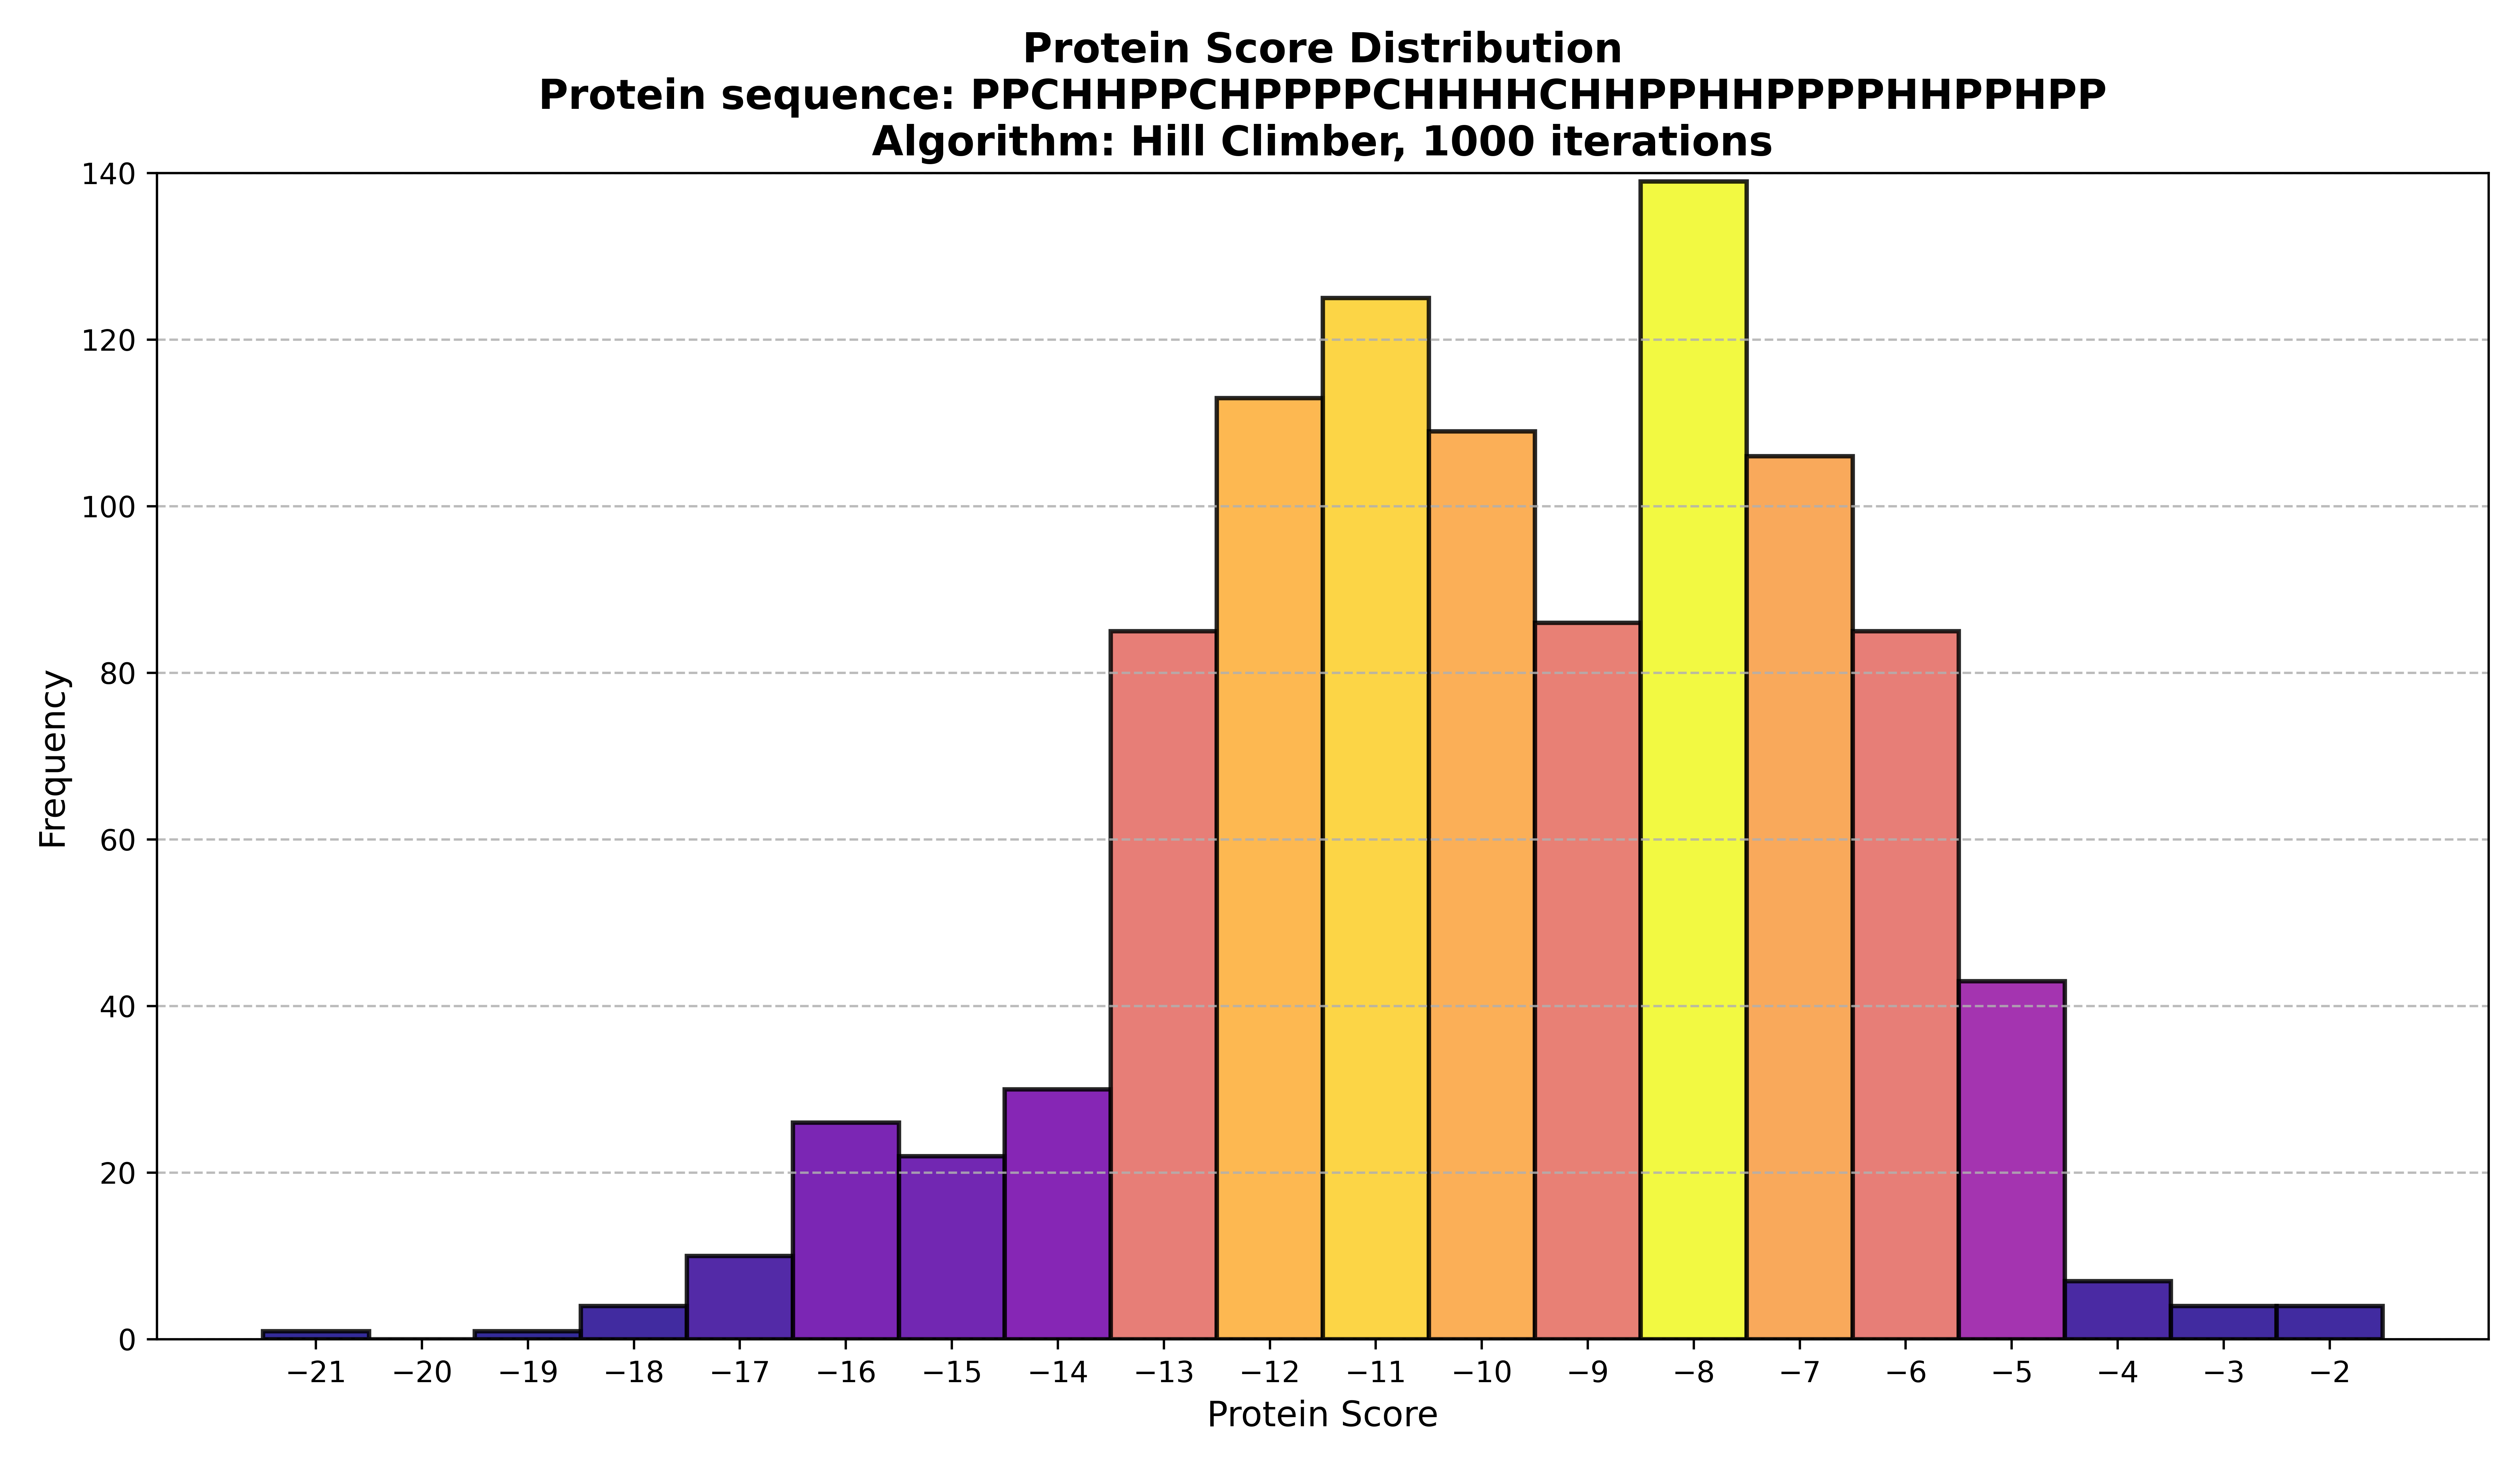 Protein Score Distribution
Protein sequence: PPCHHPPCHPPPPCHHHHCHHPPHHPPPPHHPPHPP
Algorithm: Hill Climber, 1000 iterations
140
120
100
80
60
40
20
0
Frequency
−21 −20 −19 −18 −17 −16 −15 −14 −13 −12 −11 −10 −9 −8 −7 −6 −5 −4 −3 −2
Protein Score